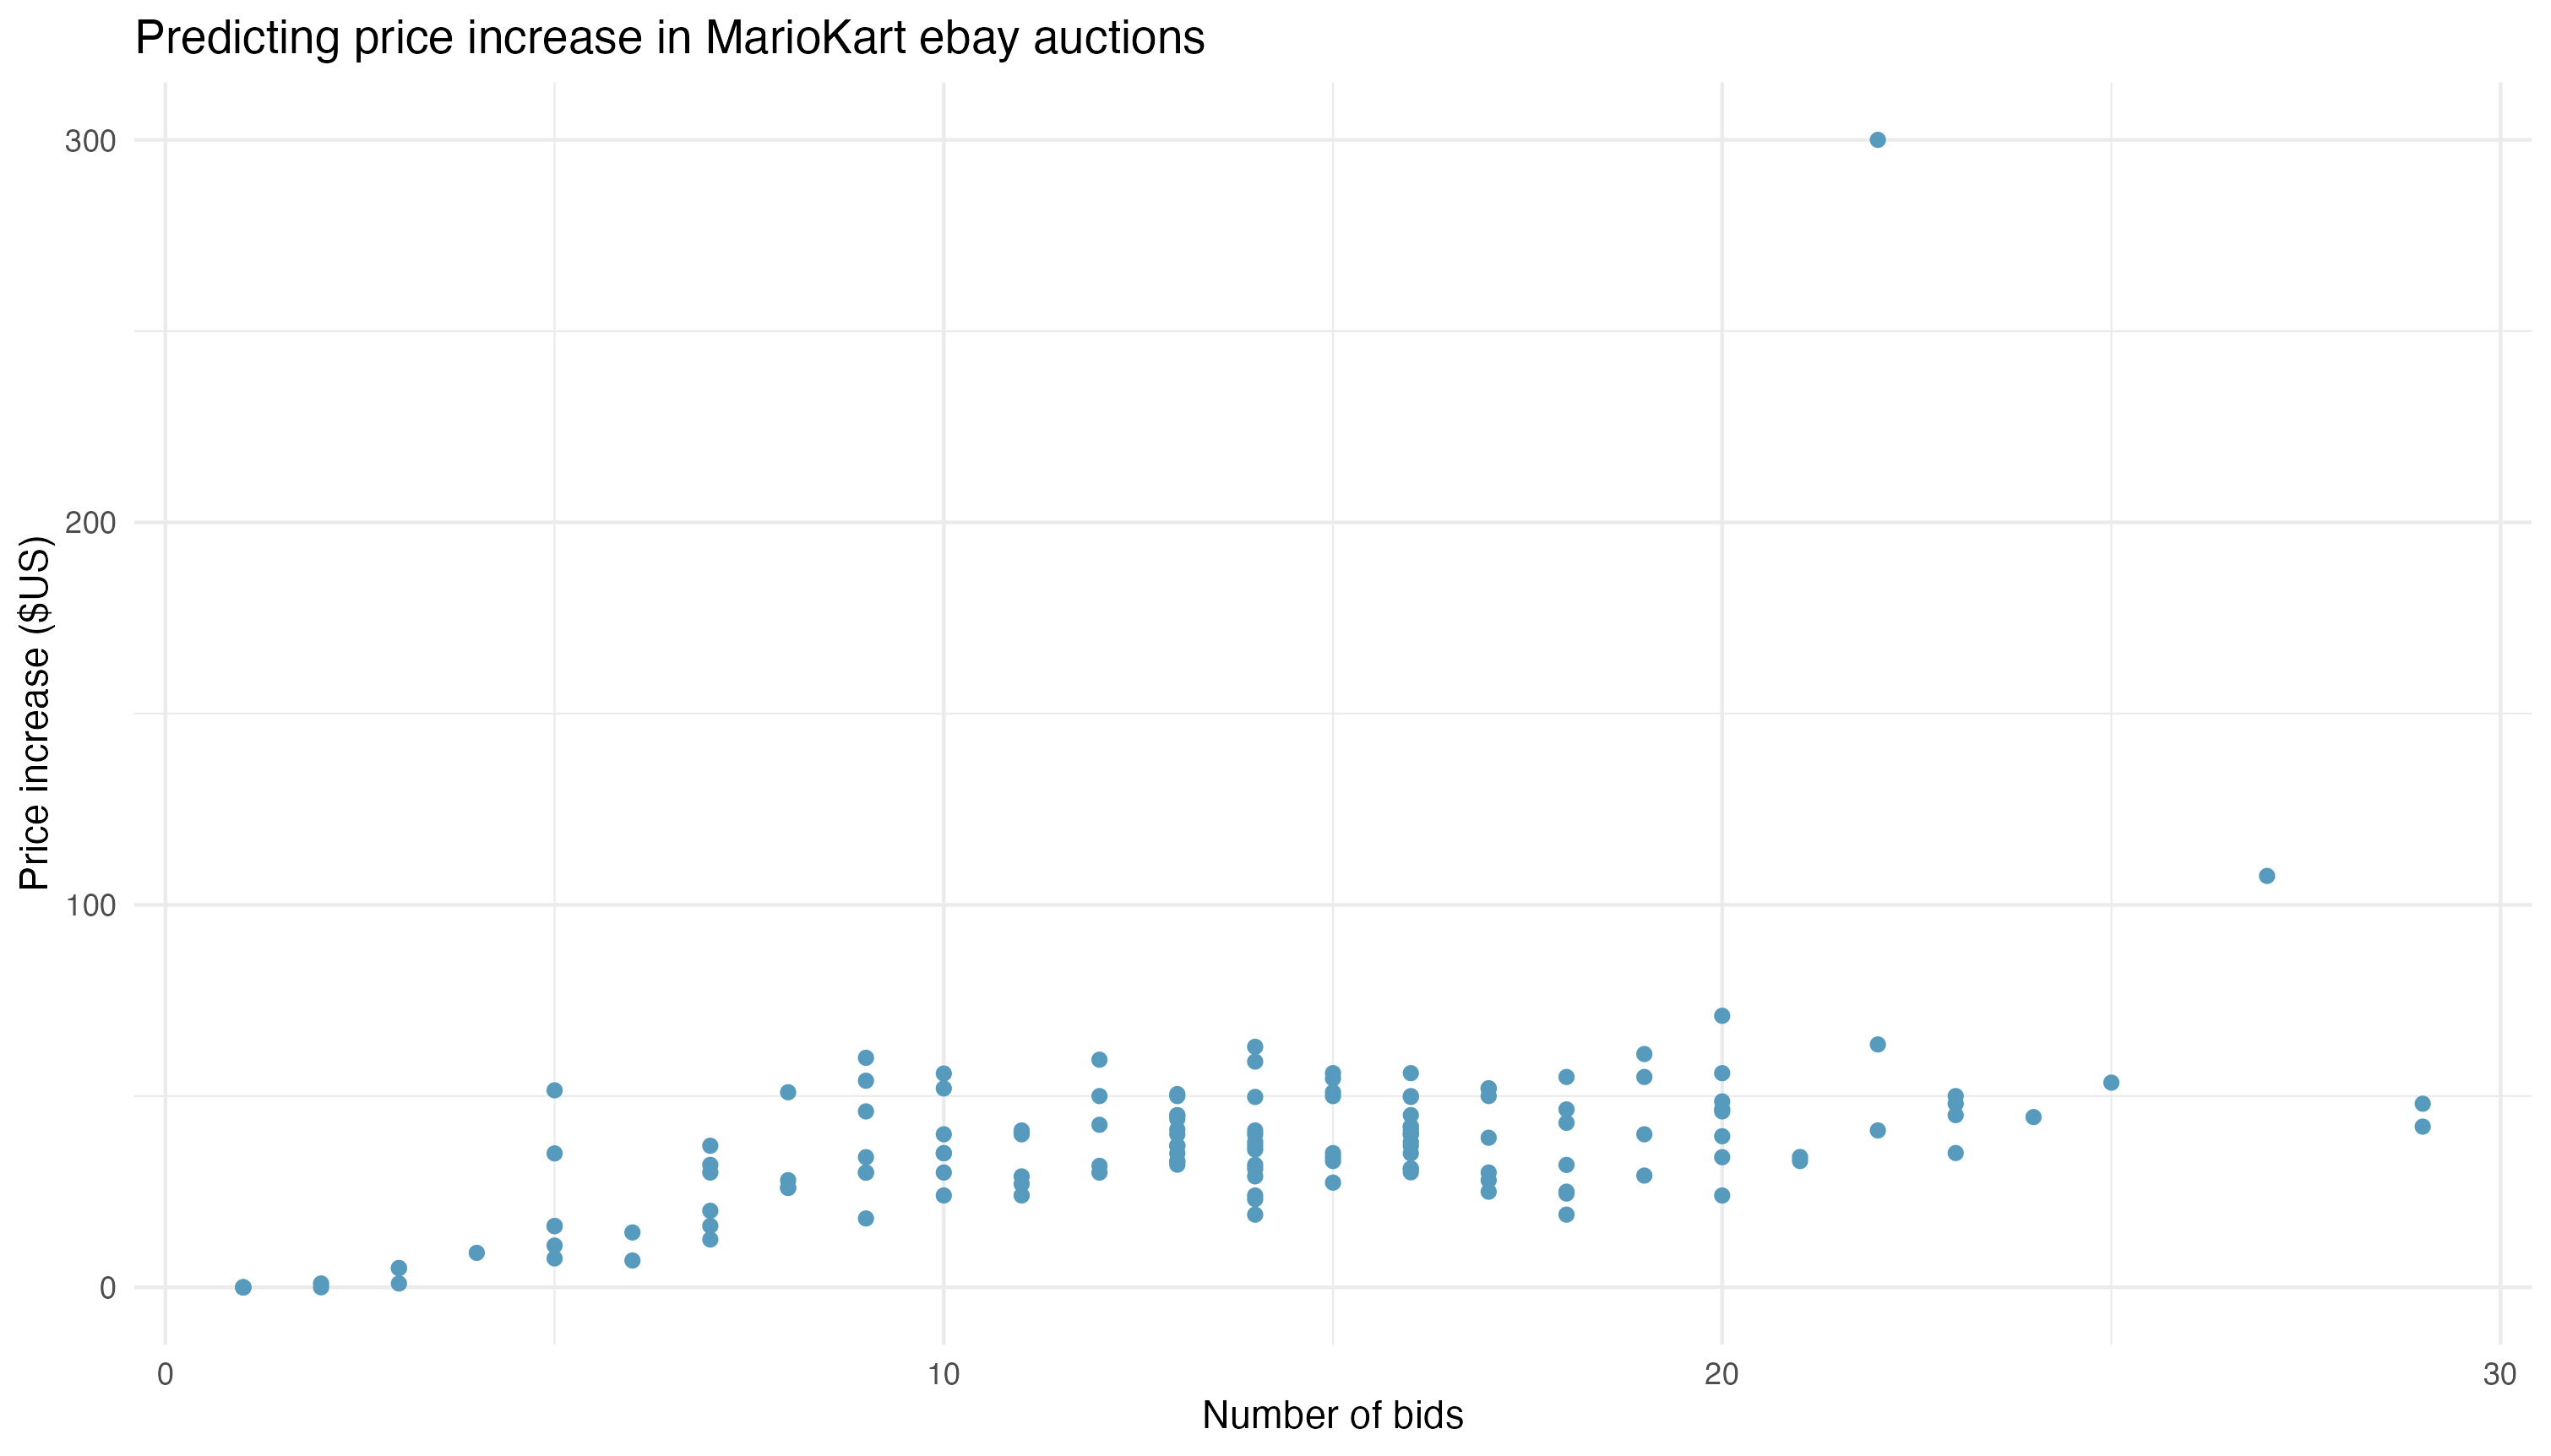 Predicting price increase in MarioKart ebay auctions
Price increase ($US)
300
200
100
0
0 10 20 30
Number of bids